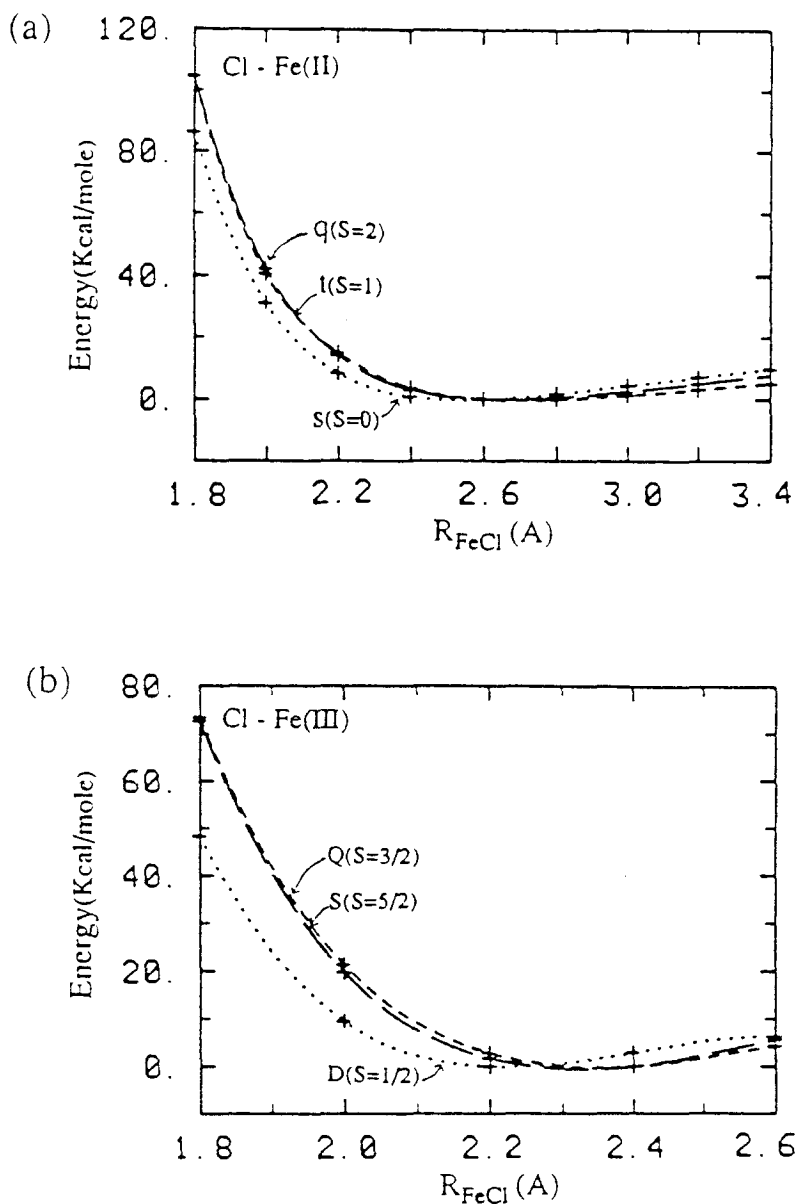 (a)
120.
80.
40.
0.
Energy(Kcal/mole)
Cl - Fe(II)
q(S=2)
t(S=1)
s(S=0)
1.8 2.2 2.6 3.0 3.4
R_FeCl (A)
(b)
80.
60.
40.
20.
0.
Energy(Kcal/mole)
Cl - Fe(III)
Q(S=3/2)
S(S=5/2)
D(S=1/2)
1.8 2.0 2.2 2.4 2.6
R_FeCl (A)